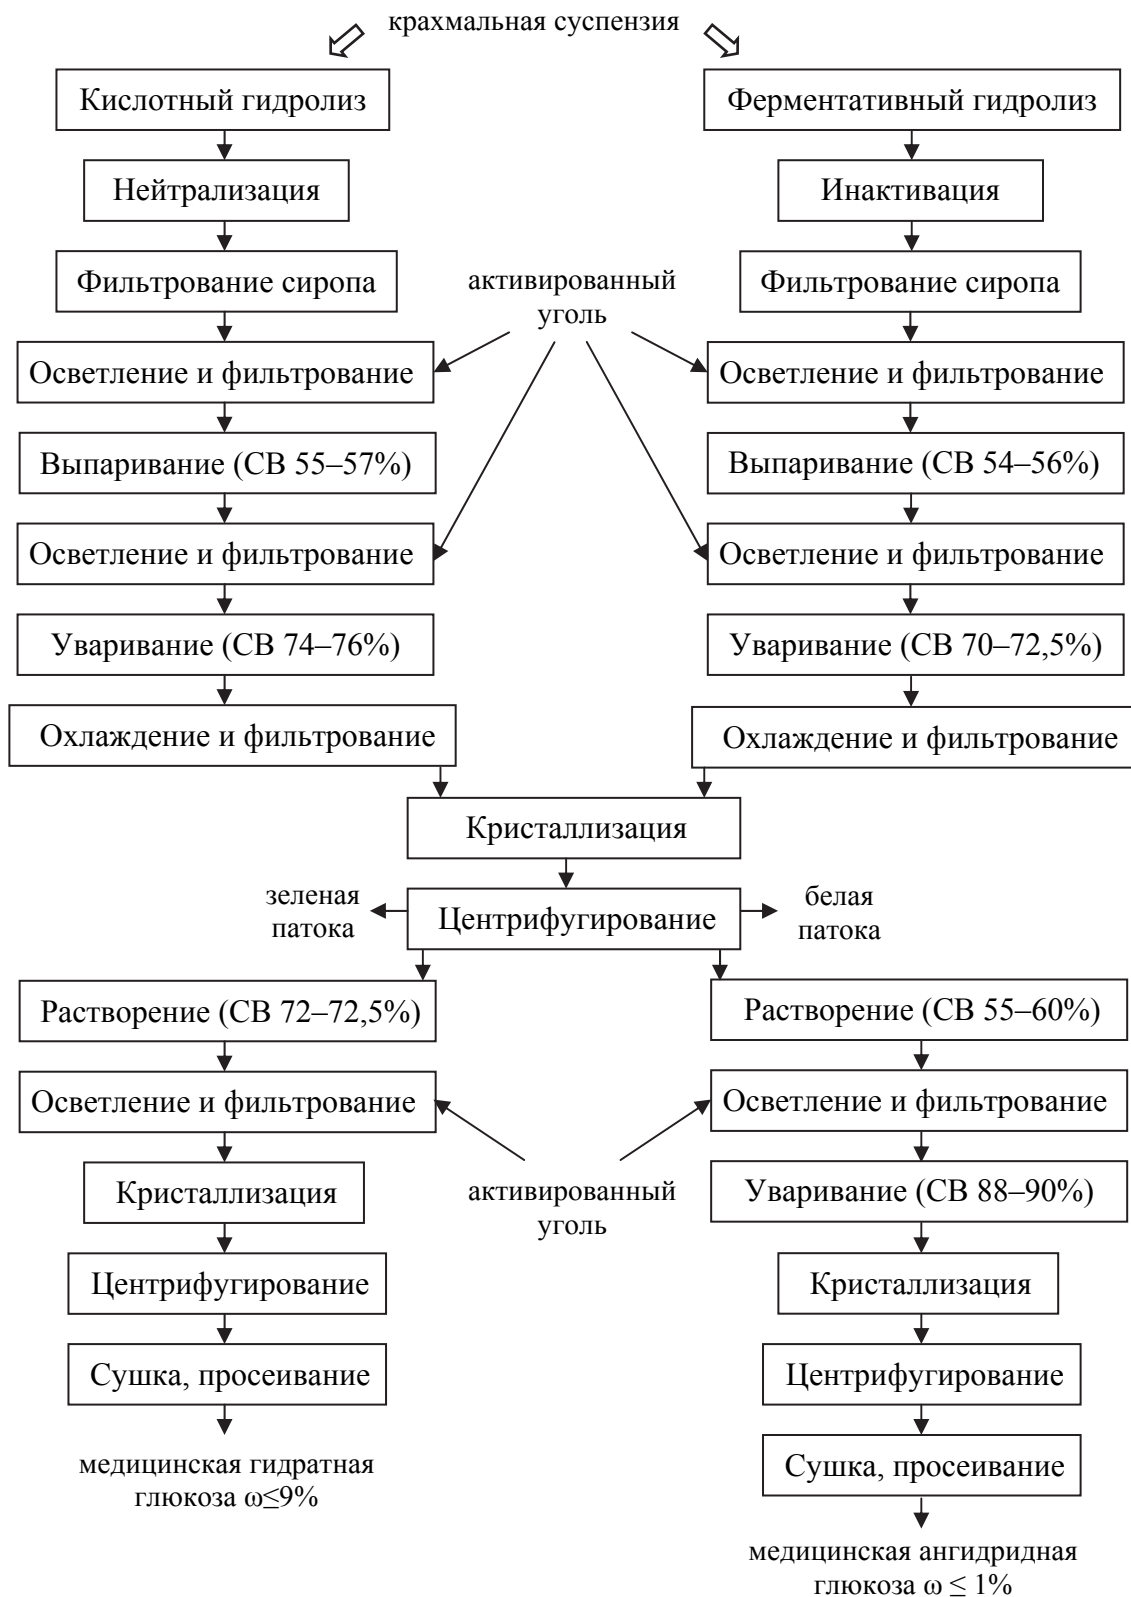 крахмальная суспензия
Кислотный гидролиз
Ферментативный гидролиз
Нейтрализация
Инактивация
Фильтрование сиропа
активированный
уголь
Фильтрование сиропа
Осветление и фильтрование
Осветление и фильтрование
Выпаривание (СВ 55–57%)
Выпаривание (СВ 54–56%)
Осветление и фильтрование
Осветление и фильтрование
Уваривание (СВ 74–76%)
Уваривание (СВ 70–72,5%)
Охлаждение и фильтрование
Охлаждение и фильтрование
Кристаллизация
зеленая
патока
Центрифугирование
белая
патока
Растворение (СВ 72–72,5%)
Растворение (СВ 55–60%)
Осветление и фильтрование
Осветление и фильтрование
Кристаллизация
активированный
уголь
Уваривание (СВ 88–90%)
Центрифугирование
Кристаллизация
Сушка, просеивание
Центрифугирование
медицинская гидратная
глюкоза ω≤9%
Сушка, просеивание
медицинская ангидридная
глюкоза ω ≤ 1%